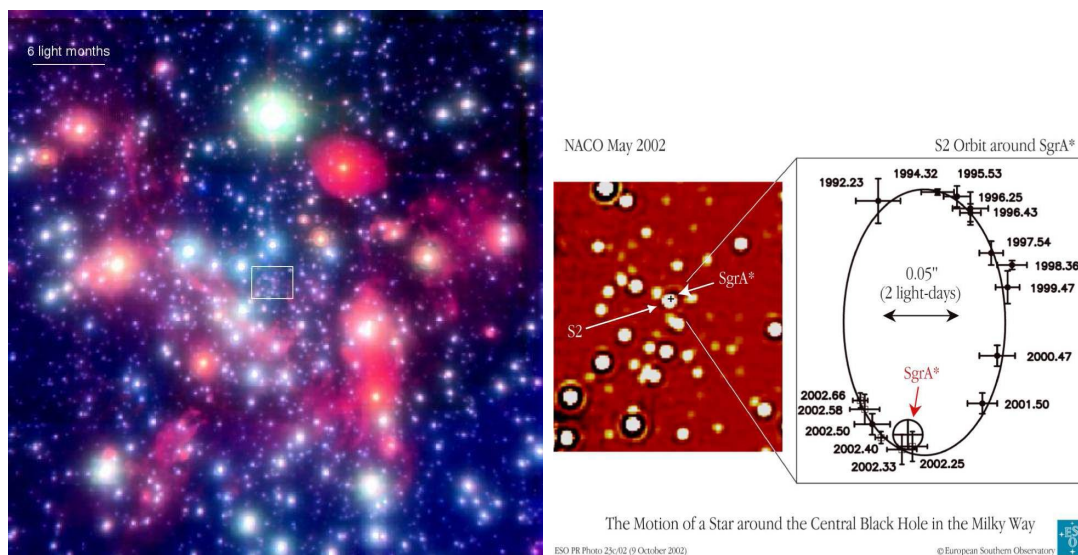 6 light months
NACO May 2002
S2 Orbit around SgrA*
SgrA*
S2
1992.23
1994.32
1995.53
1996.25
1996.43
1997.54
1998.36
1999.47
0.05"
(2 light-days)
2000.47
SgrA*
2001.50
2002.66
2002.58
2002.50
2002.40
2002.33
2002.25
The Motion of a Star around the Central Black Hole in the Milky Way
ESO PR Photo 23c/02 (9 October 2002)
© European Southern Observatory
ESO